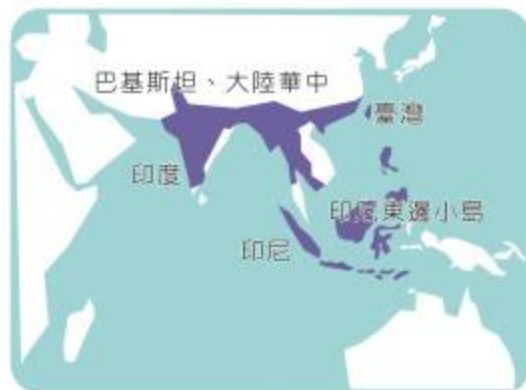 巴基斯坦、大陸華中
臺灣
印度
印尼東邊小島
印尼